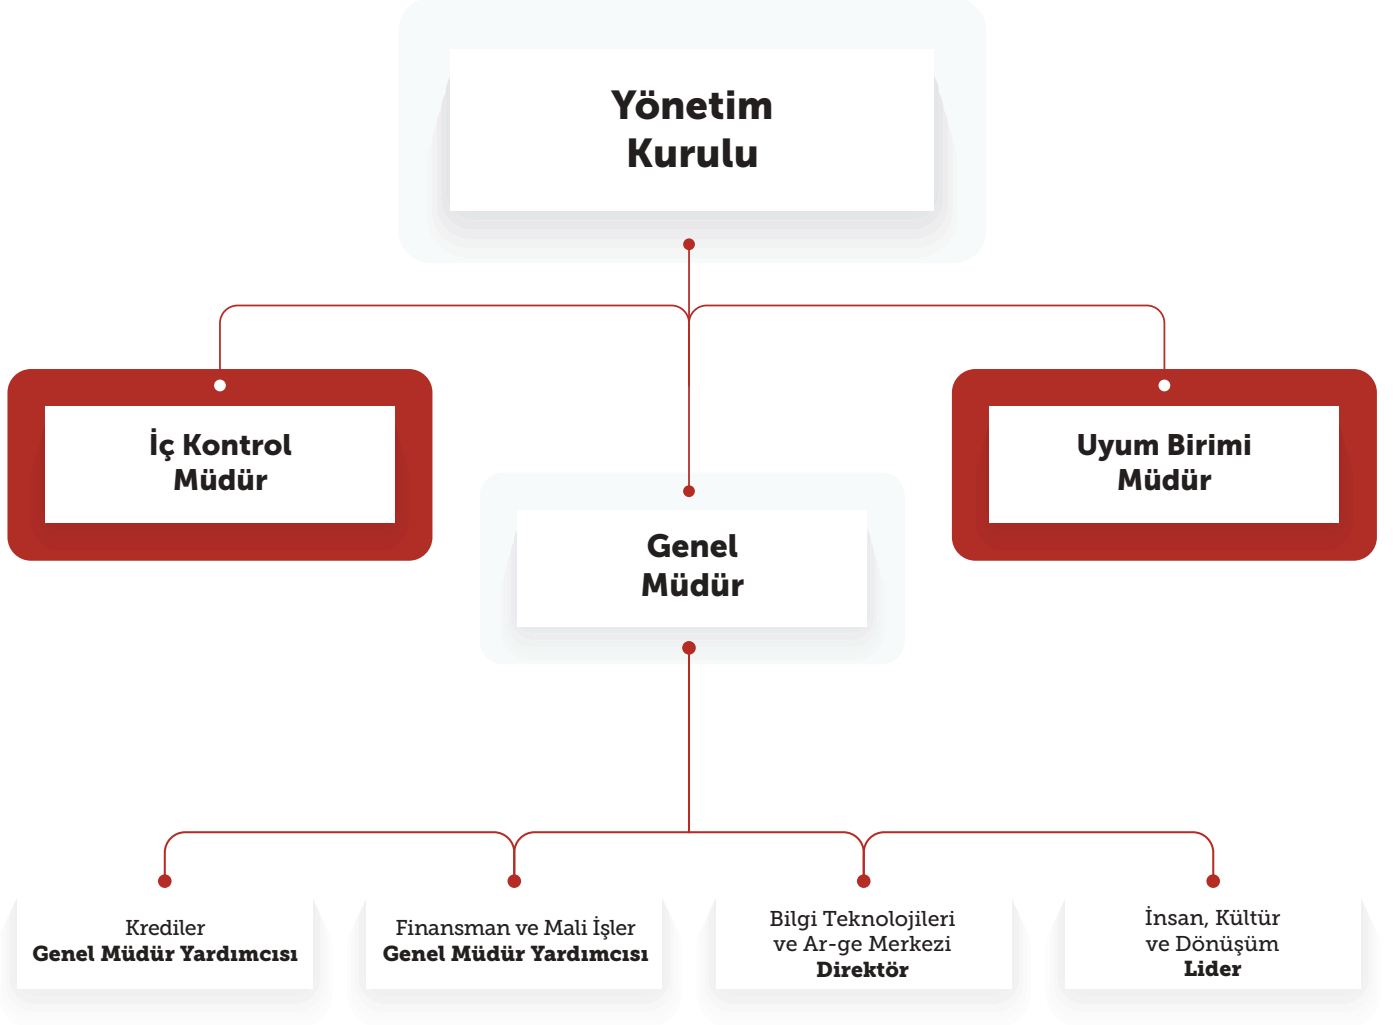 Yönetim
Kurulu
İç Kontrol
Müdür
Uyum Birimi
Müdür
Genel
Müdür
Krediler
Genel Müdür Yardımcısı
Finansman ve Mali İşler
Genel Müdür Yardımcısı
Bilgi Teknolojileri
ve Ar-ge Merkezi
Direktör
İnsan, Kültür
ve Dönüşüm
Lider